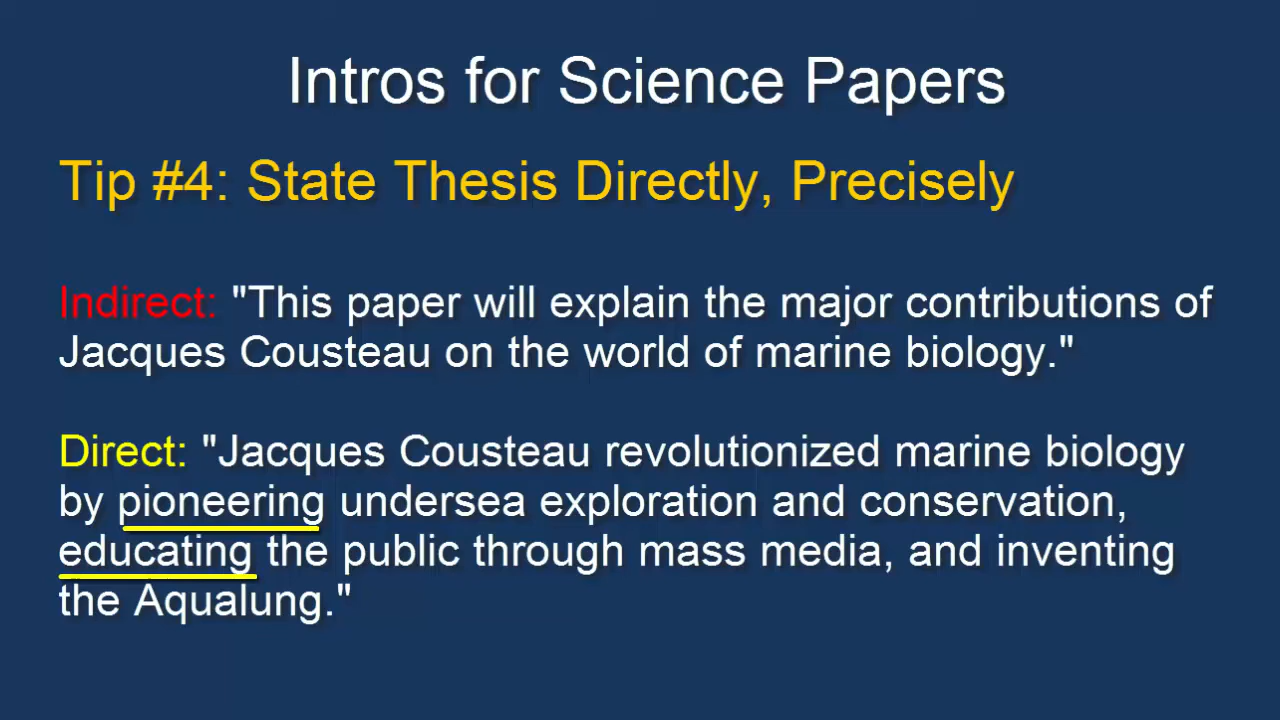 Intros for Science Papers
Tip #4: State Thesis Directly, Precisely
Indirect: "This paper will explain the major contributions of
Jacques Cousteau on the world of marine biology."
Direct: "Jacques Cousteau revolutionized marine biology
by pioneering undersea exploration and conservation,
educating the public through mass media, and inventing
the Aqualung."